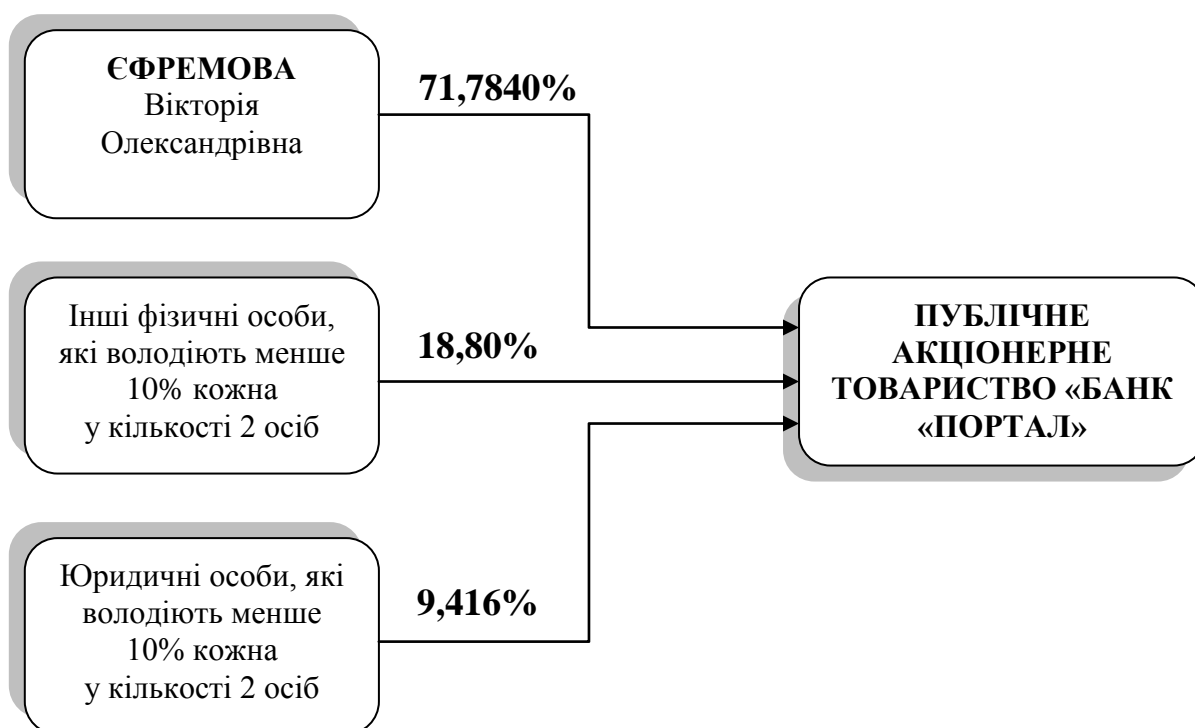 ЄФРЕМОВА
Вікторія
Олександрівна
71,7840%
Інші фізичні особи,
які володіють менше
10% кожна
у кількості 2 осіб
18,80%
Юридичні особи, які
володіють менше
10% кожна
у кількості 2 осіб
9,416%
ПУБЛІЧНЕ
АКЦІОНЕРНЕ
ТОВАРИСТВО «БАНК
«ПОРТАЛ»